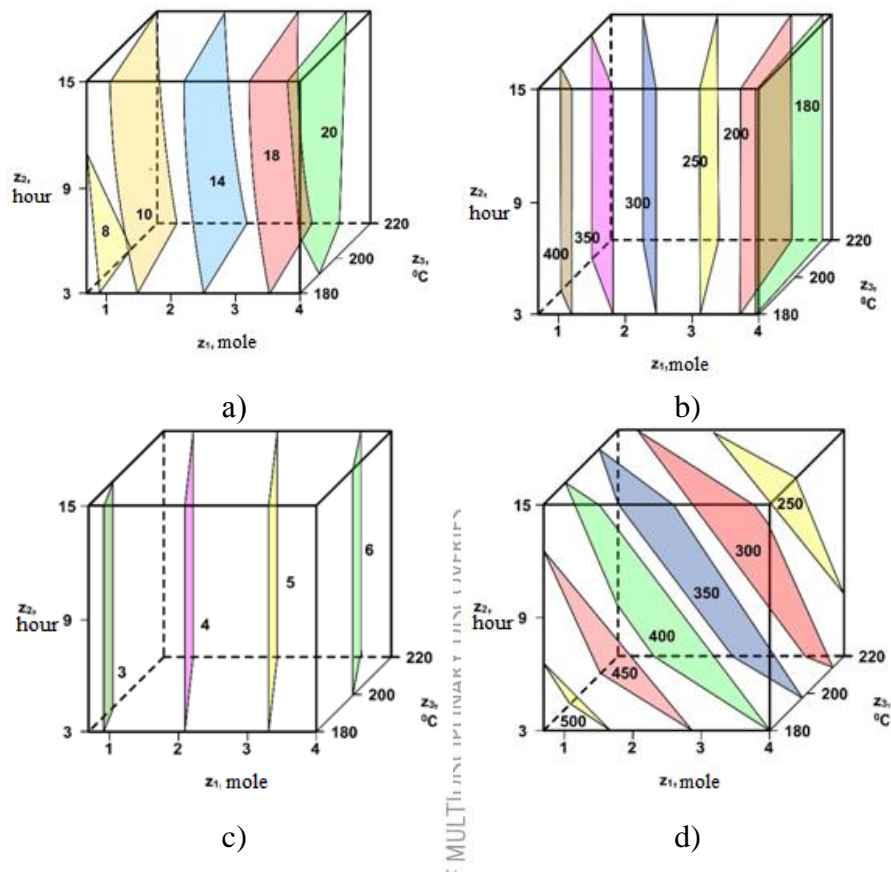 15
z₂,
hour
9
3
8
10
14
18
20
220
200
180
z₃,
⁰C
1
2
3
4
z₁, mole
a)
15
z₂,
hour
9
3
400
350
300
250
200
180
220
200
180
z₃,
⁰C
1
2
3
4
z₁,mole
b)
15
z₂,
hour
9
3
3
4
5
6
220
200
180
z₃,
⁰C
1
2
3
4
z₁, mole
c)
15
z₂,
hour
9
3
500
450
400
350
300
250
220
200
180
z₃,
⁰C
1
2
3
4
z₁, mole
d)